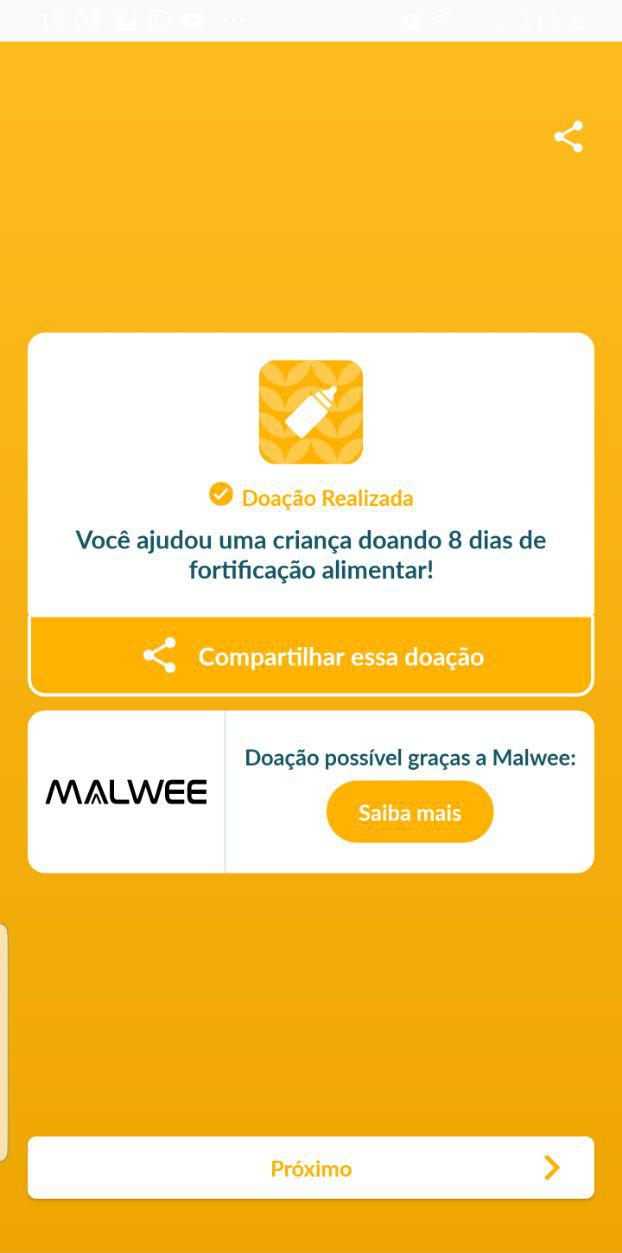 18:05
21%
Doação Realizada
Você ajudou uma criança doando 8 dias de
fortificação alimentar!
Compartilhar essa doação
MALWEE
Doação possível graças a Malwee:
Saiba mais
Próximo